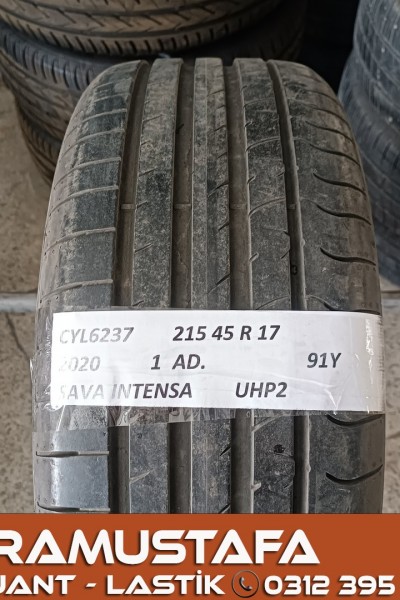 CYL6237 215 45 R 17
2020 1 AD. 91Y
SAVA INTENSA UHP2
RAMUSTAFA
JANT - LASTİK 0312 395